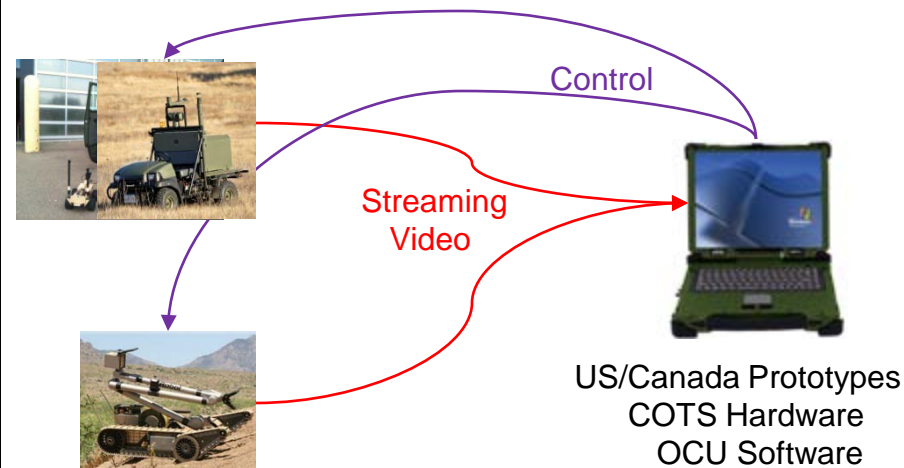 Control
Streaming
Video
US/Canada Prototypes
COTS Hardware
OCU Software